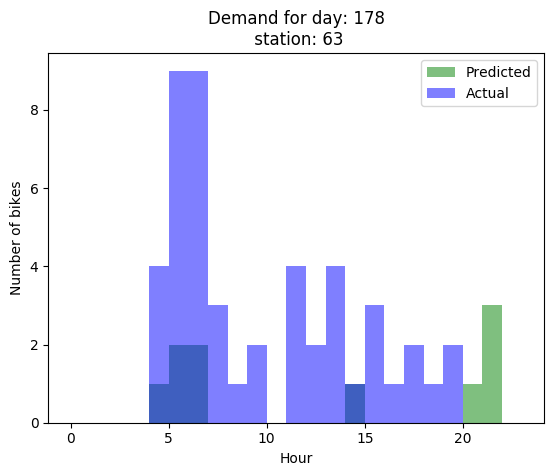 Demand for day: 178
station: 63
Predicted
Actual
Number of bikes
8
6
4
2
0
0 5 10 15 20
Hour